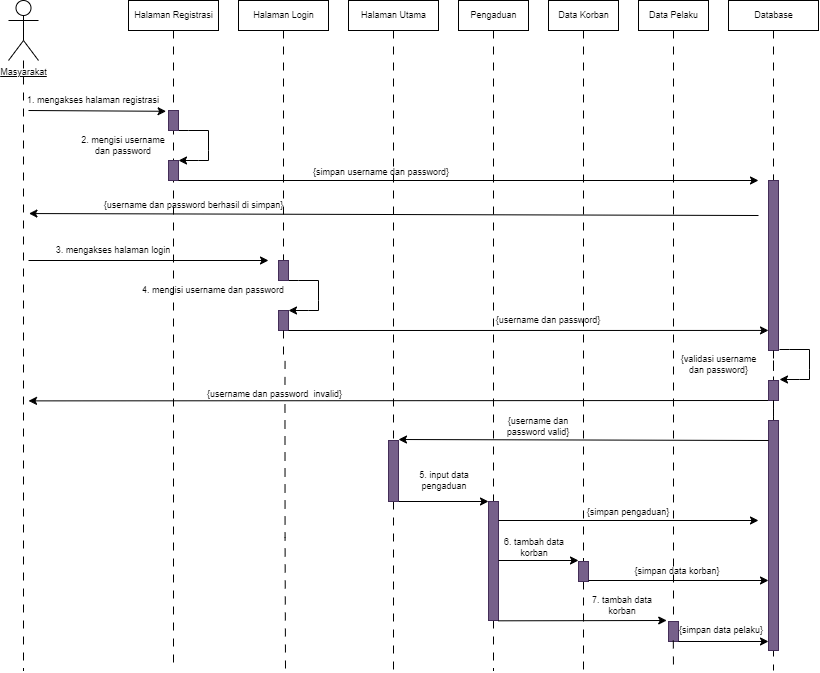 Halaman Registrasi
Halaman Login
Halaman Utama
Pengaduan
Data Korban
Data Pelaku
Database
Masyarakat
1. mengakses halaman registrasi
2. mengisi username
dan password
{simpan username dan password}
{username dan password berhasil di simpan}
3. mengakses halaman login
4. mengisi username dan password
{username dan password}
{validasi username
dan password}
{username dan password invalid}
{username dan
password valid}
5. input data
pengaduan
{simpan pengaduan}
6. tambah data
korban
{simpan data korban}
7. tambah data
korban
{simpan data pelaku}